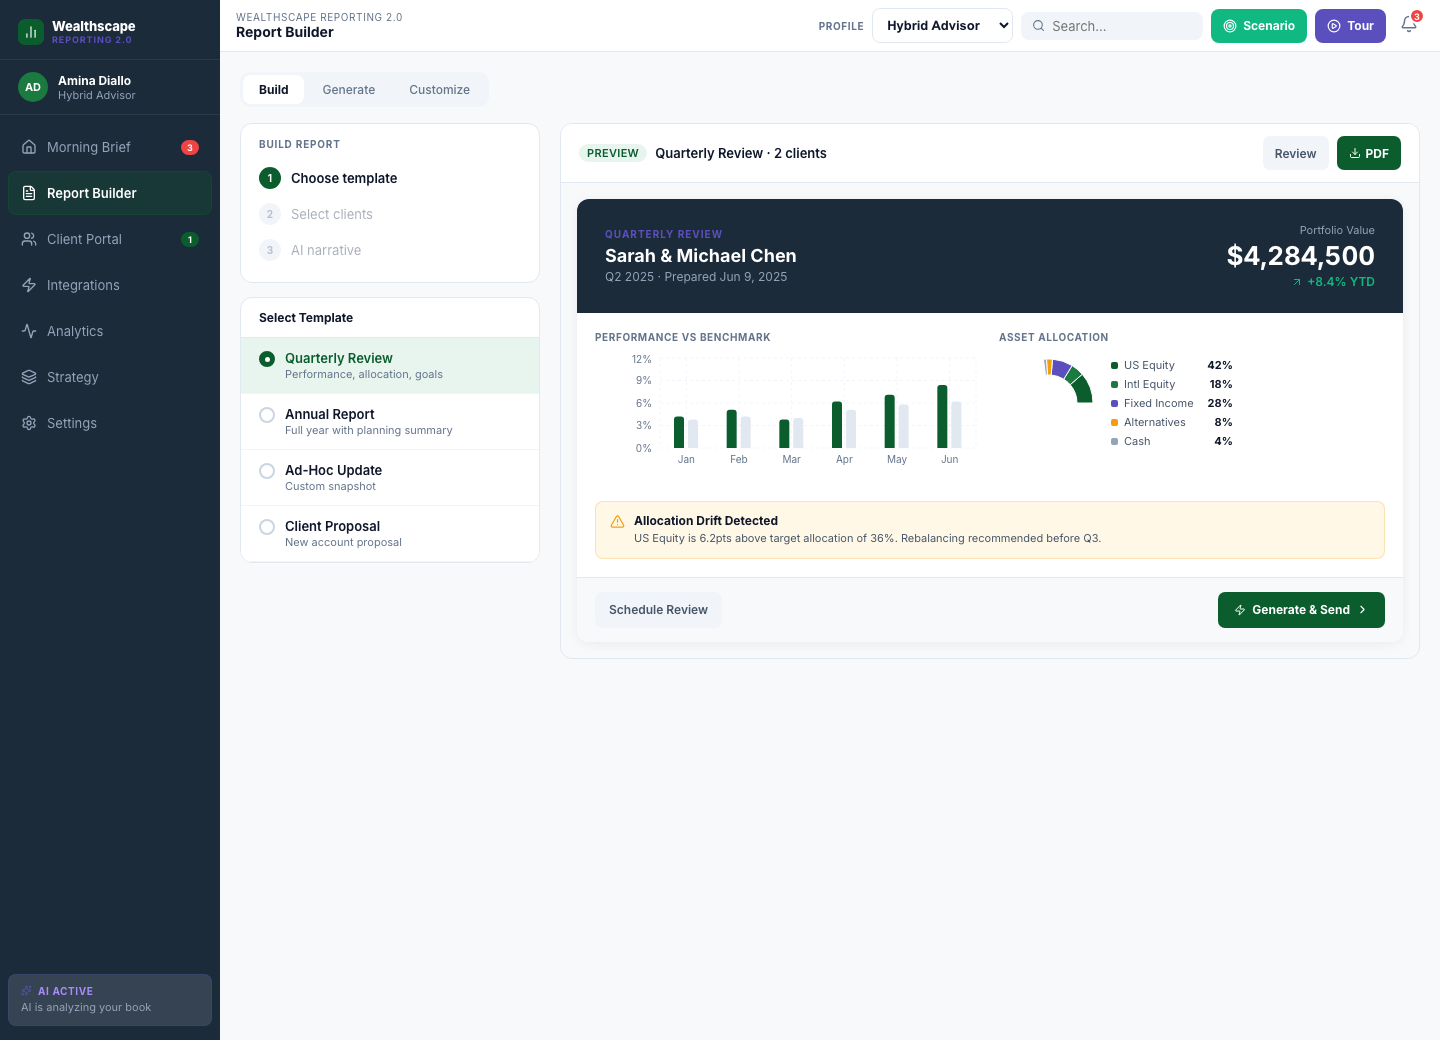 Wealthscape
REPORTING 2.0
AD
Amina Diallo
Hybrid Advisor
Morning Brief
3
Report Builder
Client Portal
1
Integrations
Analytics
Strategy
Settings
AI ACTIVE
AI is analyzing your book
WEALTHSCAPE REPORTING 2.0
Report Builder
PROFILE
Hybrid Advisor
Search...
Scenario
Tour
3
Build
Generate
Customize
BUILD REPORT
1
Choose template
2
Select clients
3
AI narrative
Select Template
Quarterly Review
Performance, allocation, goals
Annual Report
Full year with planning summary
Ad-Hoc Update
Custom snapshot
Client Proposal
New account proposal
PREVIEW
Quarterly Review · 2 clients
Review
PDF
QUARTERLY REVIEW
Sarah & Michael Chen
Q2 2025 · Prepared Jun 9, 2025
Portfolio Value
$4,284,500
+8.4% YTD
PERFORMANCE VS BENCHMARK
12%
9%
6%
3%
0%
Jan
Feb
Mar
Apr
May
Jun
ASSET ALLOCATION
US Equity 42%
Intl Equity 18%
Fixed Income 28%
Alternatives 8%
Cash 4%
Allocation Drift Detected
US Equity is 6.2pts above target allocation of 36%. Rebalancing recommended before Q3.
Schedule Review
Generate & Send